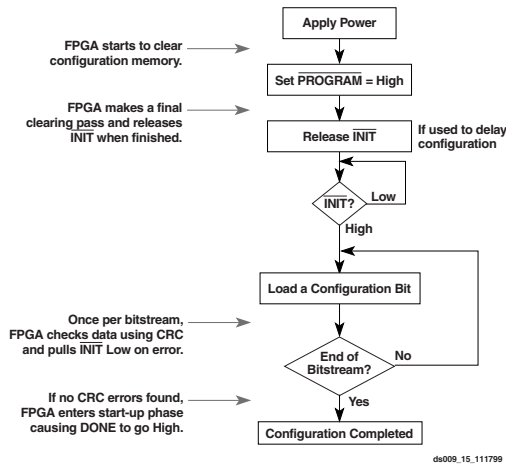 Apply Power
FPGA starts to clear
configuration memory.
Set PROGRAM = High
FPGA makes a final
clearing pass and releases
INIT when finished.
Release INIT
If used to delay
configuration
INIT?
Low
High
Load a Configuration Bit
Once per bitstream,
FPGA checks data using CRC
and pulls INIT Low on error.
End of
Bitstream?
No
Yes
If no CRC errors found,
FPGA enters start-up phase
causing DONE to go High.
Configuration Completed
ds009_15_111799